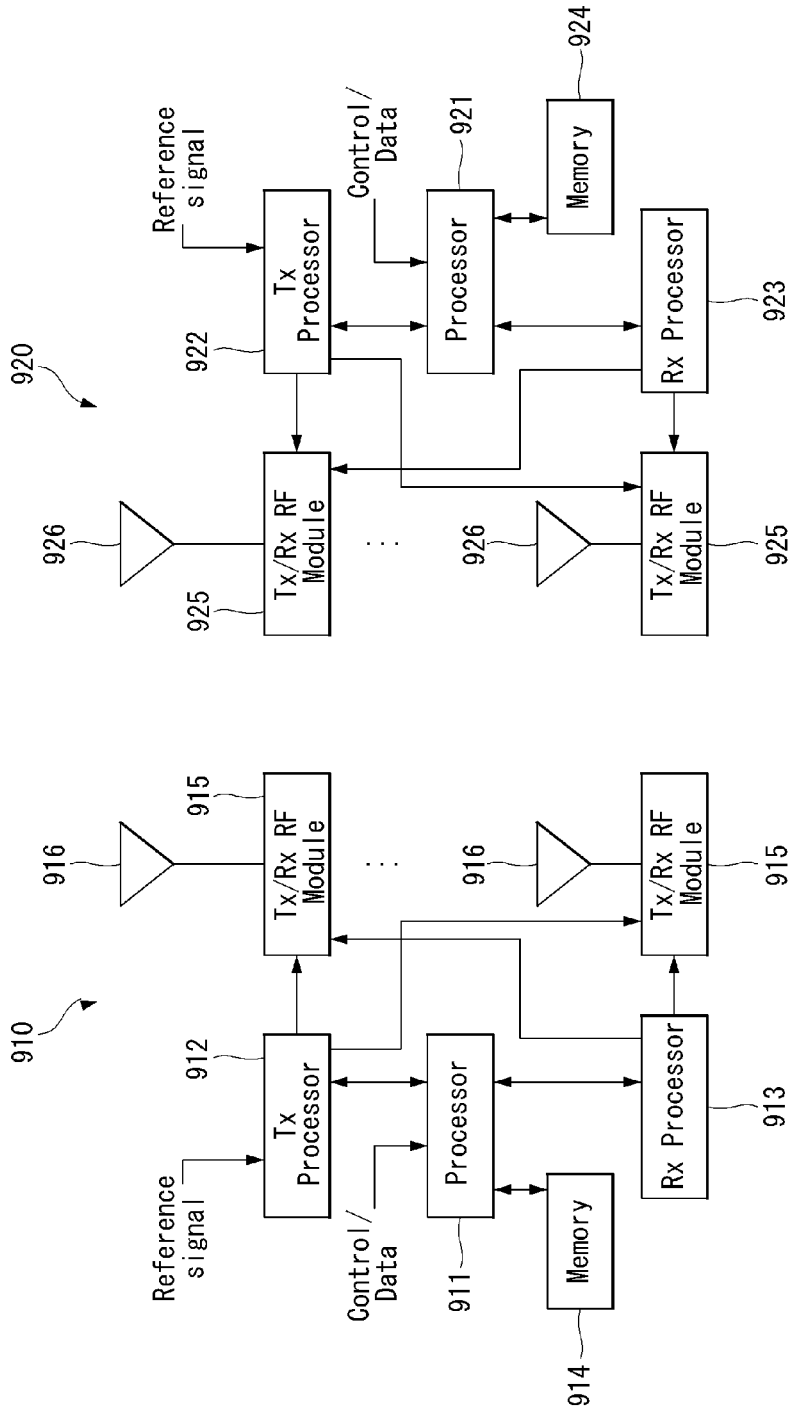 910
Reference
signal
912
Tx
Processor
Control/
Data
Processor
911
Memory
914
Rx Processor
913
916
915
Tx/Rx RF
Module
...
916
Tx/Rx RF
Module
915
920
926
925
Tx/Rx RF
Module
...
926
Tx/Rx RF
Module
925
Reference
signal
922
Tx
Processor
Control/
Data
921
Processor
924
Memory
Rx Processor
923